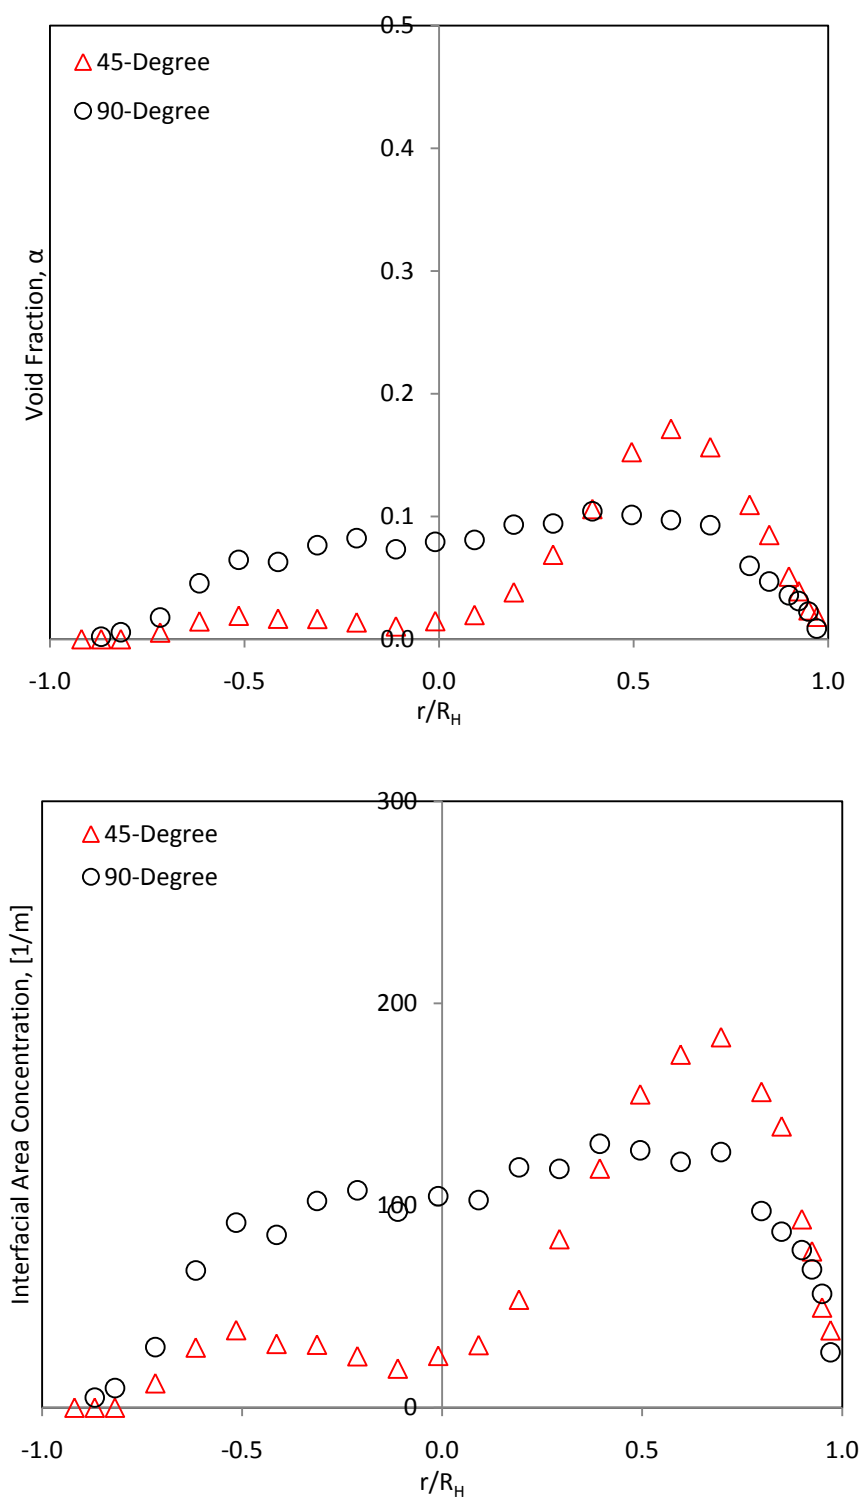 0.5
45-Degree
90-Degree
0.4
0.3
Void Fraction, α
0.2
0.1
0.0
-1.0 -0.5 0.0 0.5 1.0
r/RH
300
45-Degree
90-Degree
Interfacial Area Concentration, [1/m]
200
100
0
-1.0 -0.5 0.0 0.5 1.0
r/RH